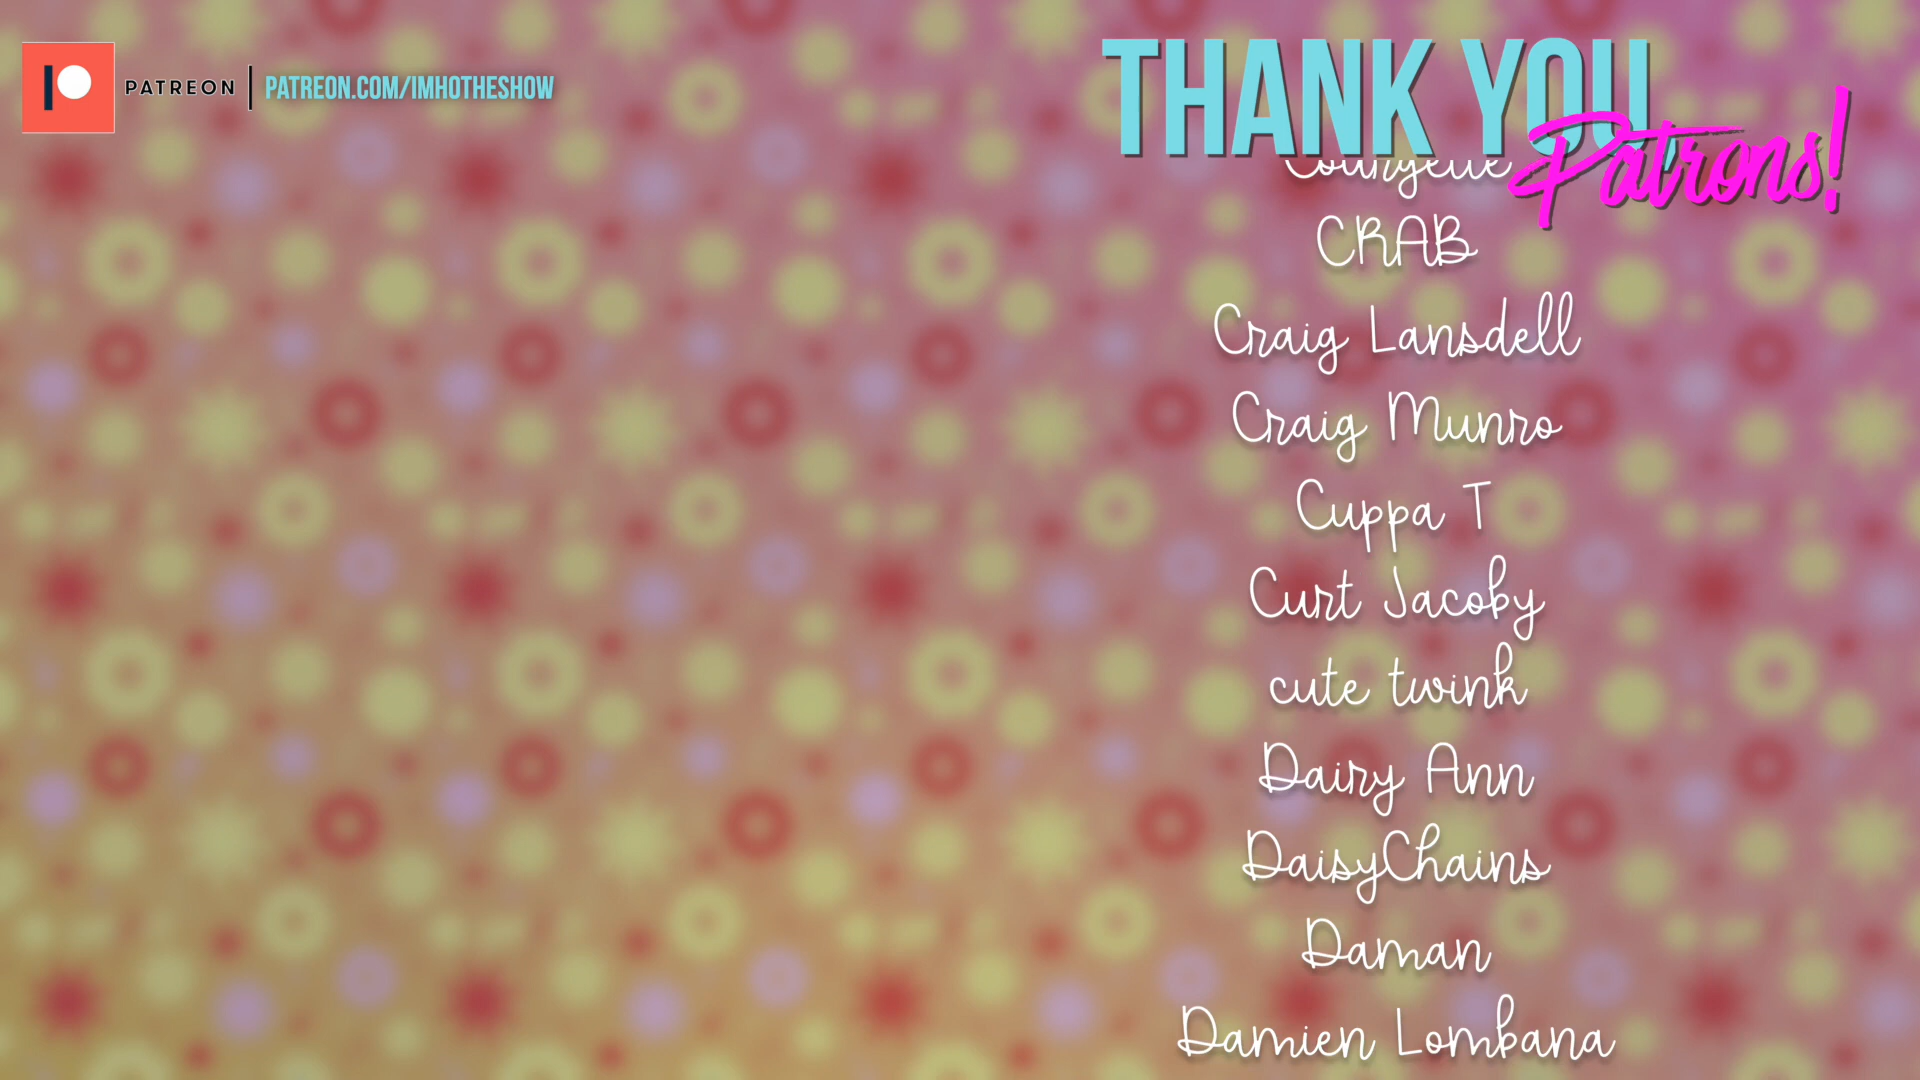 PATREON | PATREON.COM/IMHOTHESHOW
THANK YOU,
Patrons!
CRAB
Craig Lansdell
Craig Munro
Cuppa T
Curt Jacoby
cute twink
Dairy Ann
DaisyChains
Daman
Damien Lombana